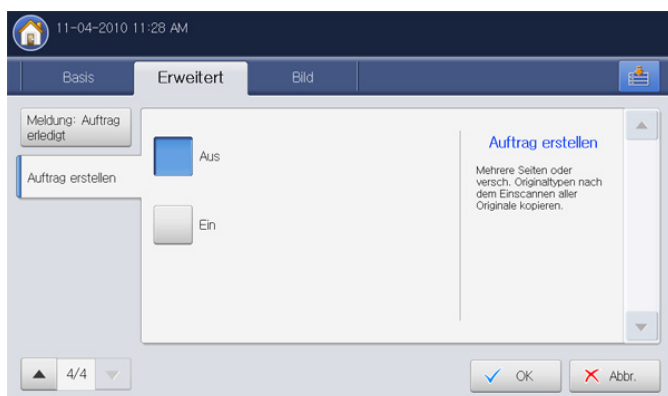 11-04-2010 11:28 AM
Basis
Erweitert
Bild
Meldung: Auftrag
erledigt
Auftrag erstellen
Aus
Ein
Auftrag erstellen
Mehrere Seiten oder
versch. Originaltypen nach
dem Einscannen aller
Originale kopieren.
4/4
OK
Abbr.